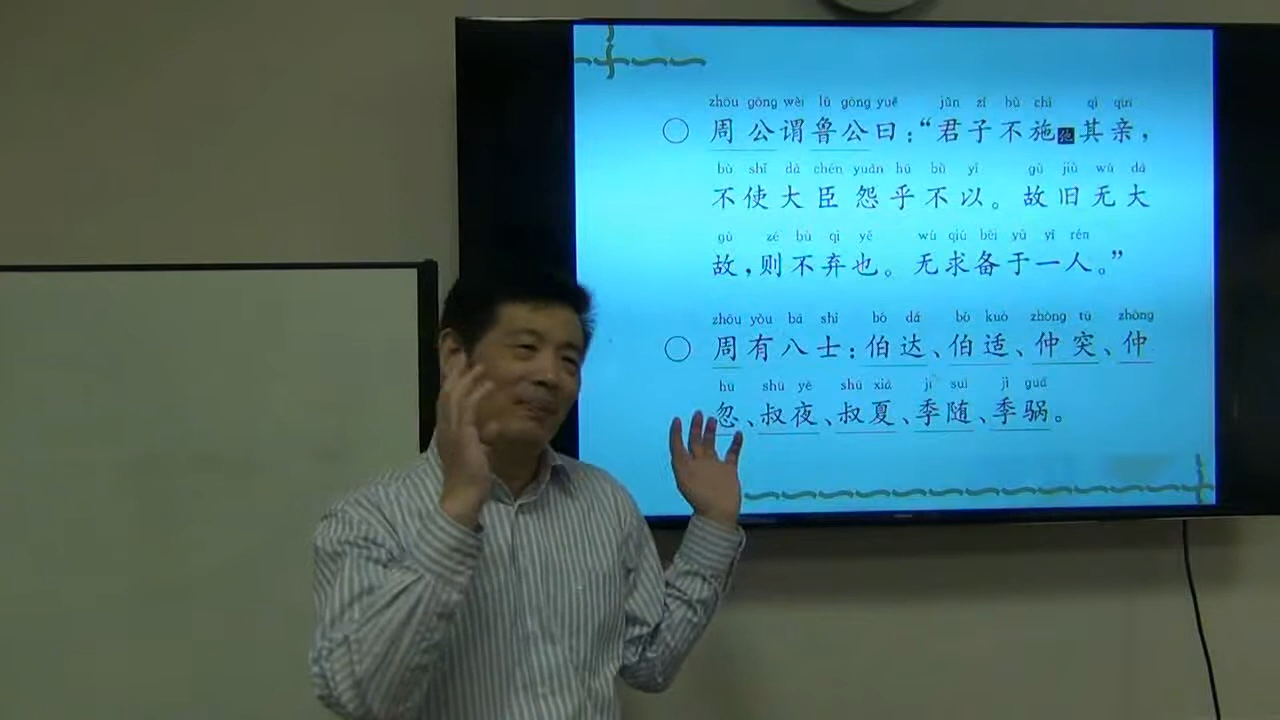 zhōu gōng wèi lǔ gōng yuē jūn zǐ bù chí qí qīn
○ 周公谓鲁公曰:“君子不施弛其亲,
bù shǐ dà chén yuàn hū bù yǐ gù jiù wú dà
不使大臣怨乎不以。故旧无大
gù zé bù qì yě wú qiú bèi yú yī rén
故,则不弃也。无求备于一人。”
zhōu yǒu bā shì bó dá bó kuò zhòng tū zhòng
○ 周有八士:伯达、伯适、仲突、仲
hū shū yè shū xià jì suí jì guā
忽、叔夜、叔夏、季随、季䯄。